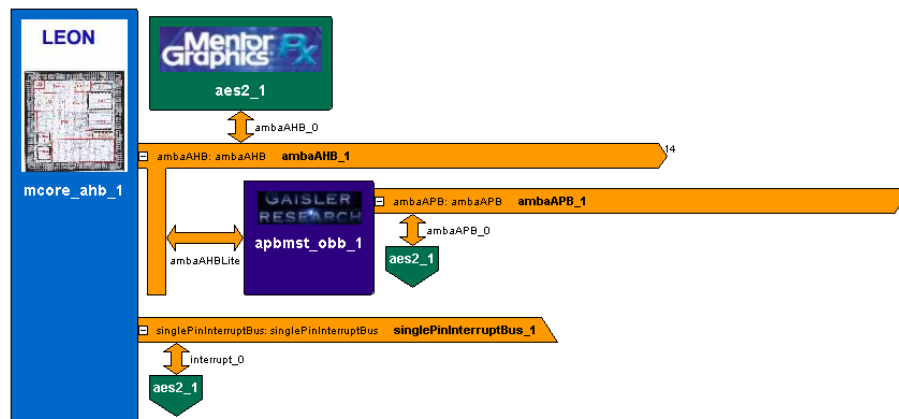 LEON
mcore_ahb_1
Mentor
Graphics Px
aes2_1
ambaAHB_0
ambaAHB: ambaAHB ambaAHB_1
14
GAISLER
RESEARCH
apbmst_obb_1
ambaAHBLite
ambaAPB: ambaAPB ambaAPB_1
ambaAPB_0
aes2_1
singlePinInterruptBus: singlePinInterruptBus singlePinInterruptBus_1
interrupt_0
aes2_1